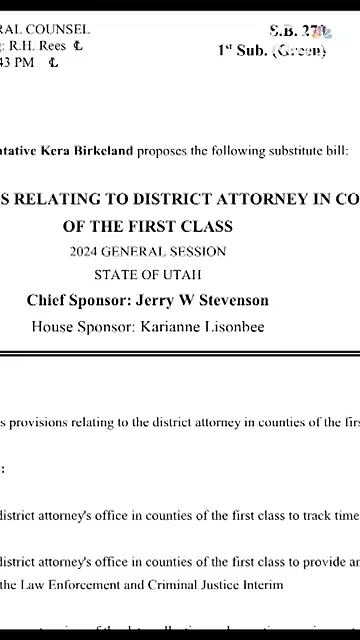 RAL COUNSEL
g: R.H. Rees ₵
43 PM ₵
S.B. 270
1st Sub. (Green)
ntative Kera Birkeland proposes the following substitute bill:
S RELATING TO DISTRICT ATTORNEY IN CO
OF THE FIRST CLASS
2024 GENERAL SESSION
STATE OF UTAH
Chief Sponsor: Jerry W Stevenson
House Sponsor: Karianne Lisonbee
s provisions relating to the district attorney in counties of the firs
:
district attorney's office in counties of the first class to track time
district attorney's office in counties of the first class to provide an
the Law Enforcement and Criminal Justice Interim